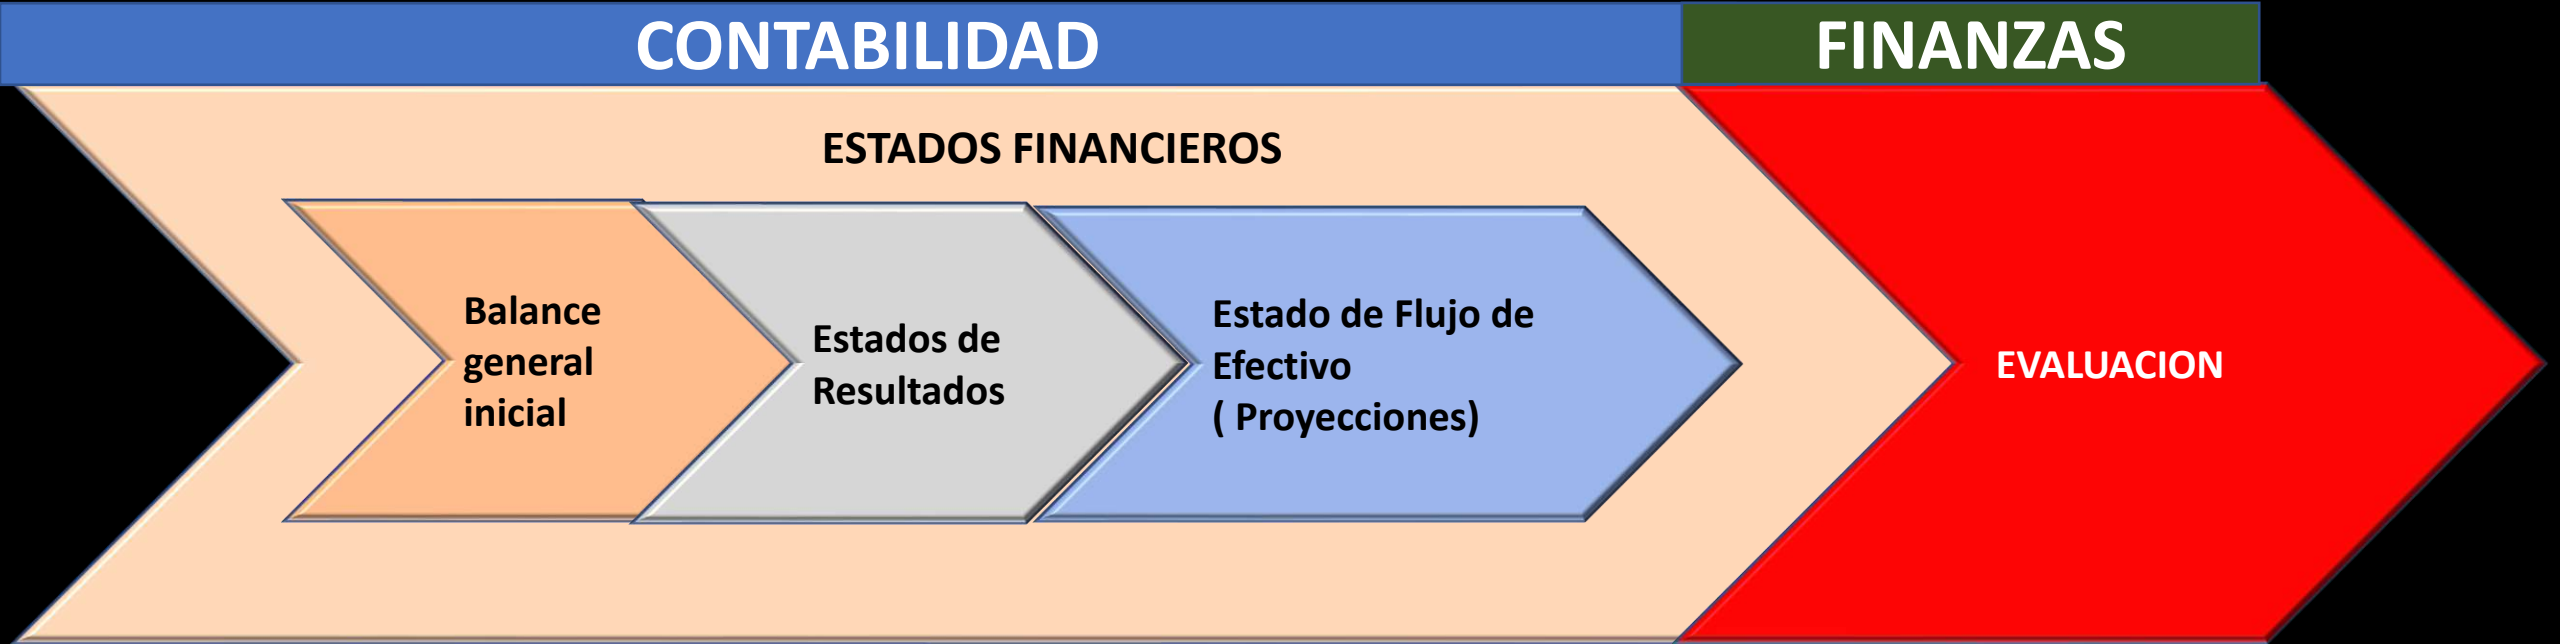 CONTABILIDAD
FINANZAS
ESTADOS FINANCIEROS
Balance
general
inicial
Estados de
Resultados
Estado de Flujo de
Efectivo
( Proyecciones)
EVALUACION